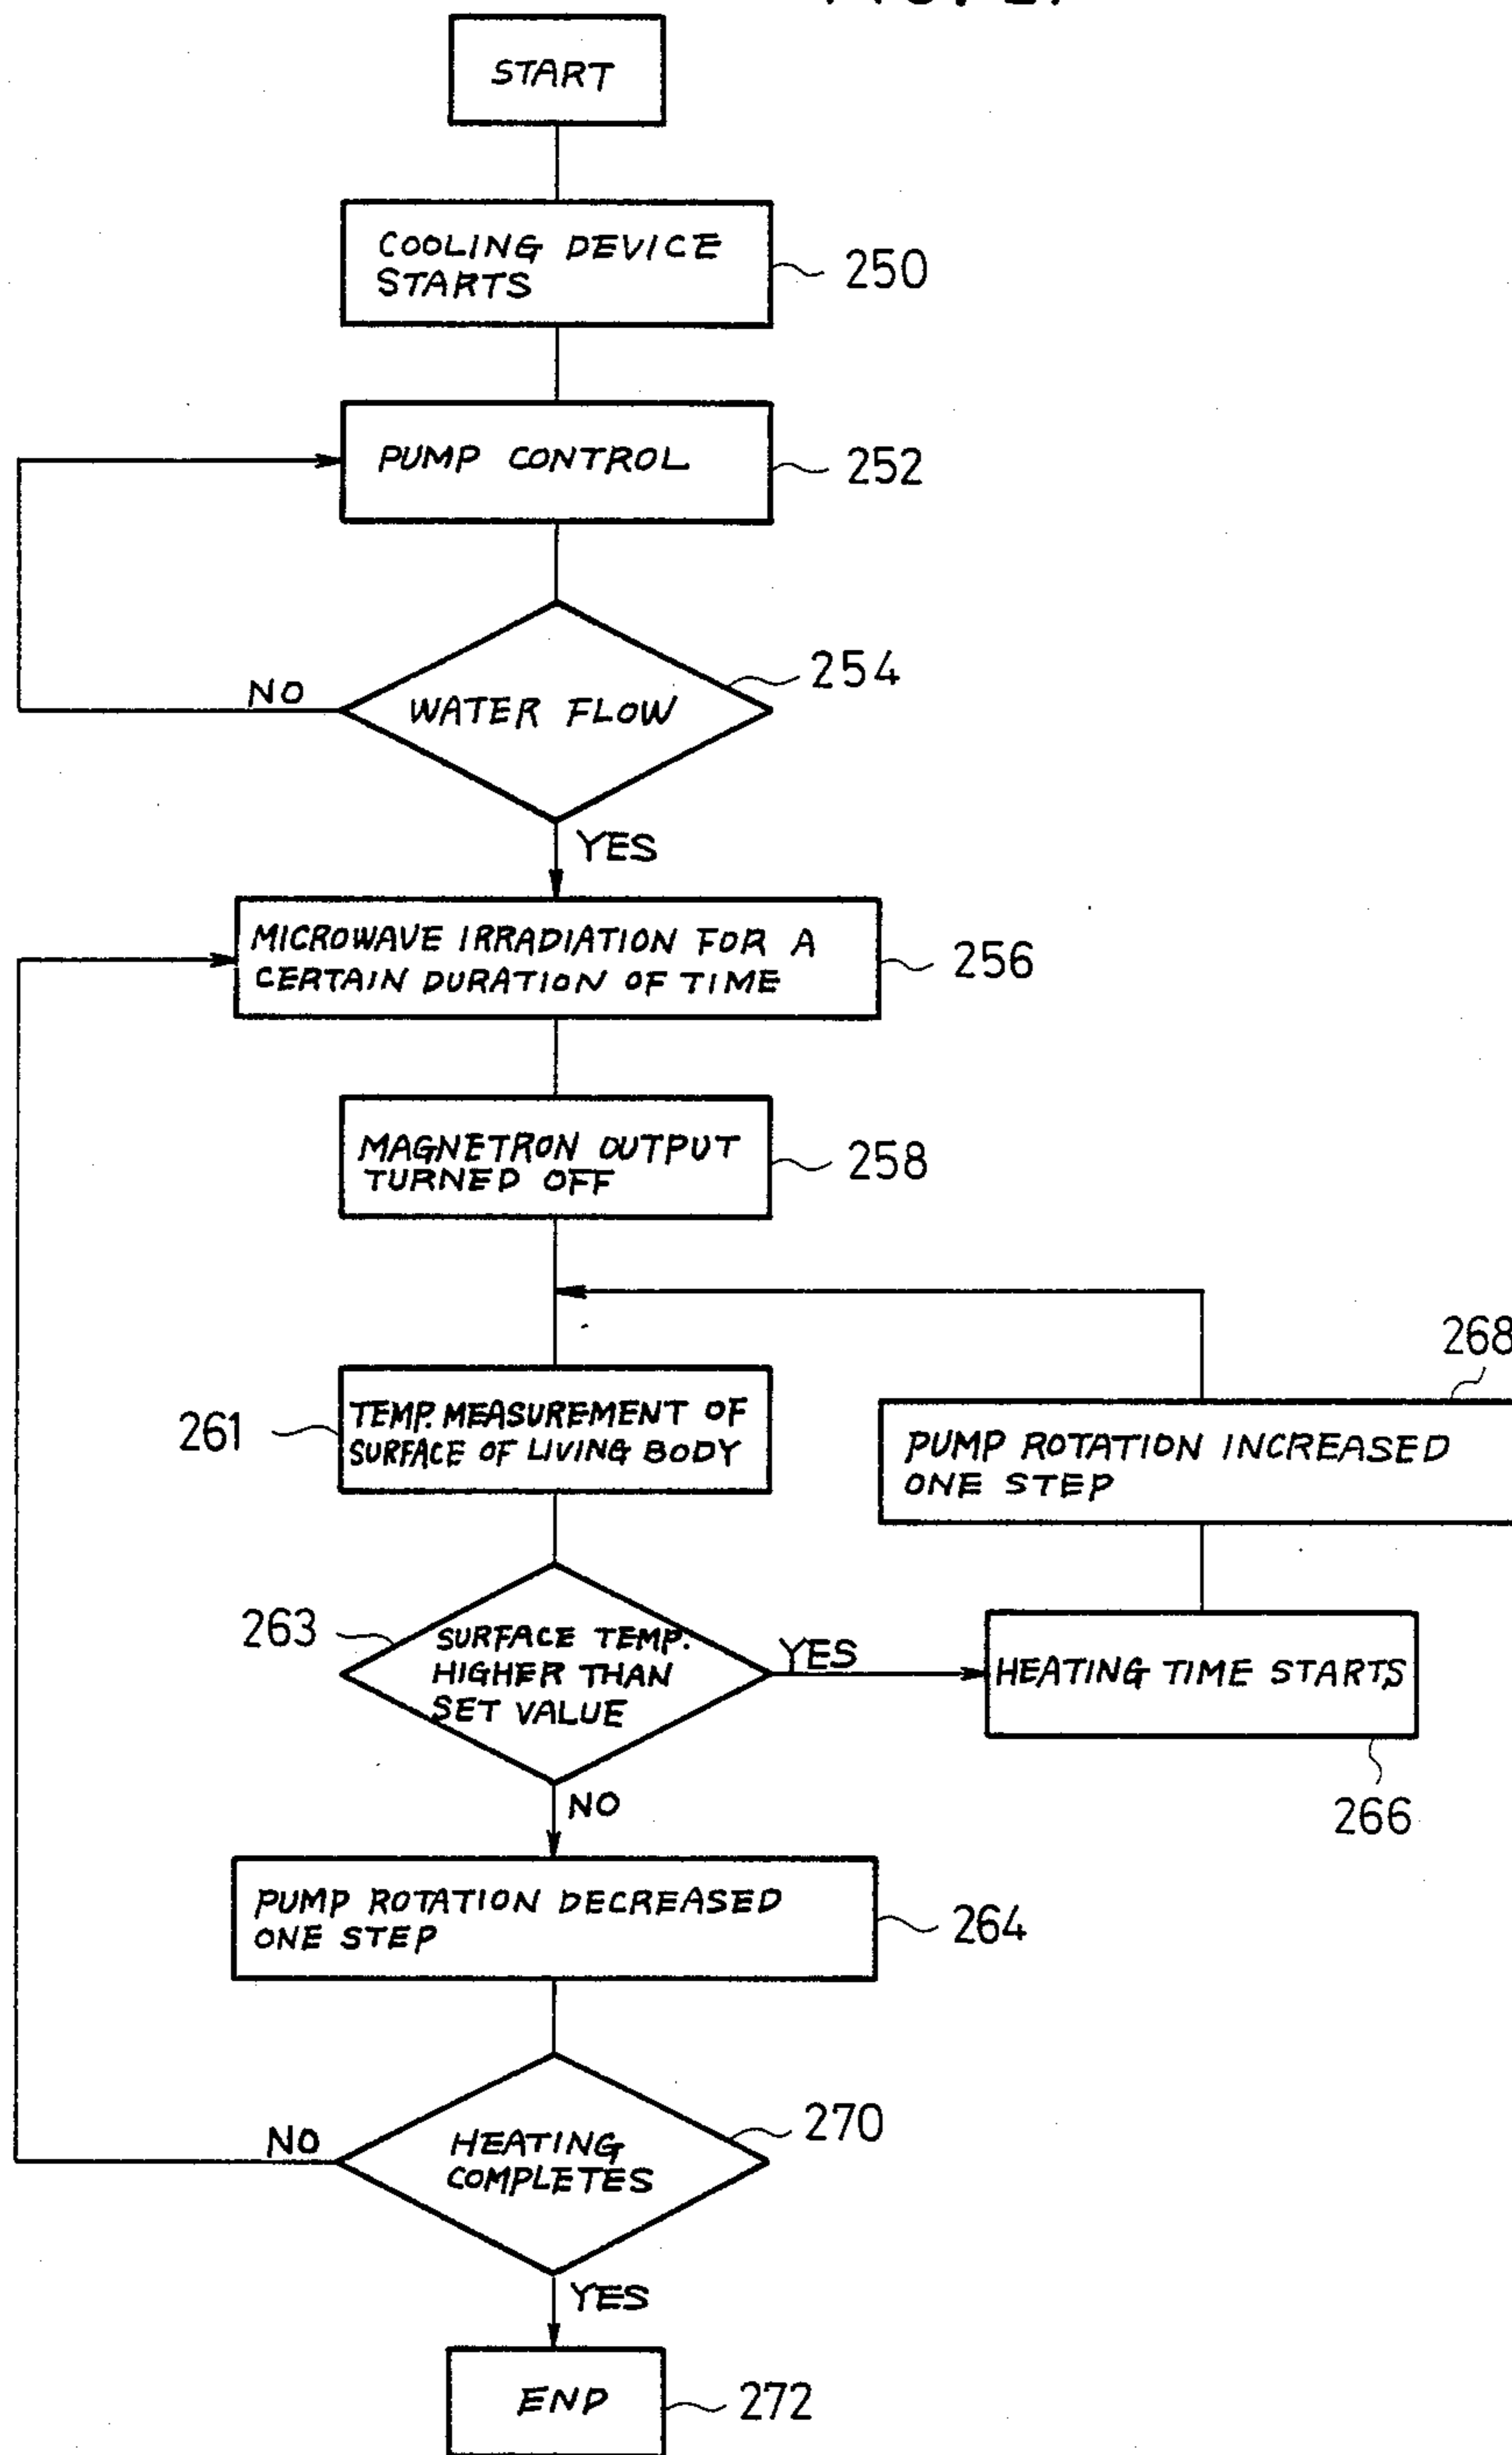 START
COOLING DEVICE
STARTS
250
PUMP CONTROL
252
254
NO
WATER FLOW
YES
MICROWAVE IRRADIATION FOR A
CERTAIN DURATION OF TIME
256
MAGNETRON OUTPUT
TURNED OFF
258
268
261
TEMP. MEASUREMENT OF
SURFACE OF LIVING BODY
PUMP ROTATION INCREASED
ONE STEP
263
SURFACE TEMP.
HIGHER THAN
SET VALUE
YES
HEATING TIME STARTS
266
NO
PUMP ROTATION DECREASED
ONE STEP
264
270
NO
HEATING
COMPLETES
YES
END
272